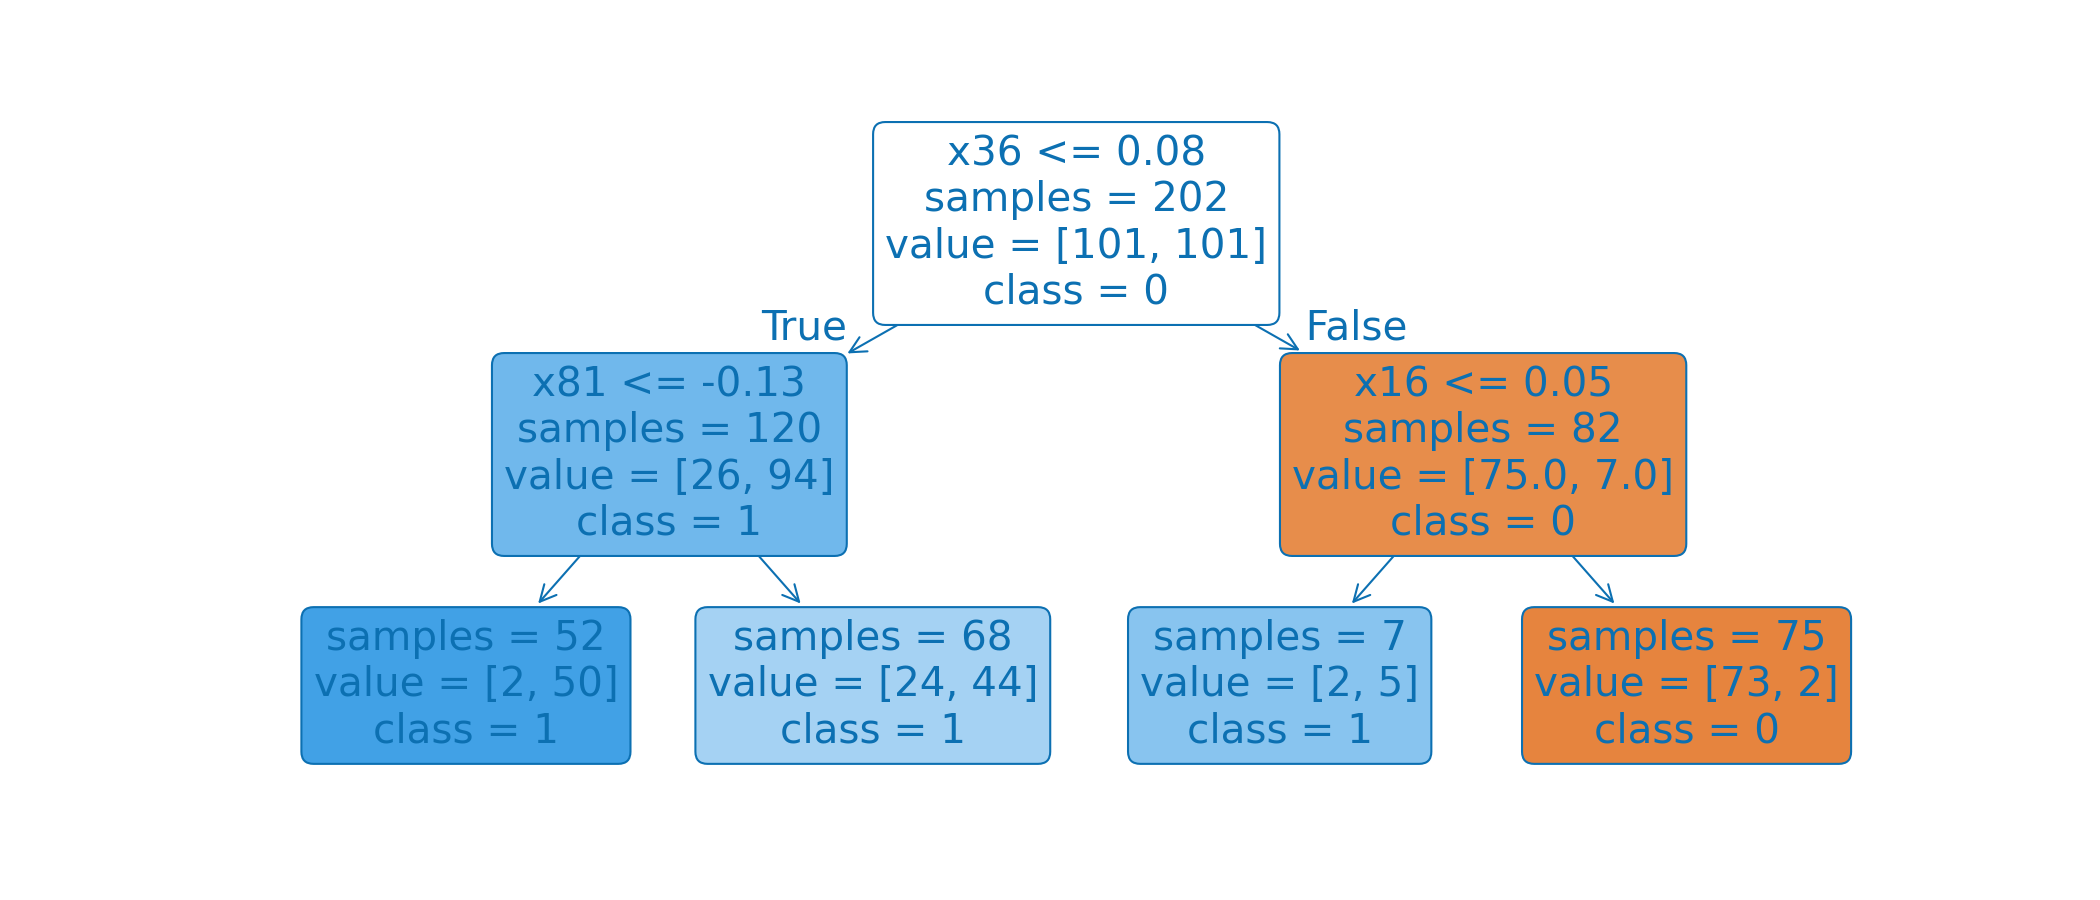 x36 <= 0.08
samples = 202
value = [101, 101]
class = 0
True
False
x81 <= -0.13
samples = 120
value = [26, 94]
class = 1
x16 <= 0.05
samples = 82
value = [75.0, 7.0]
class = 0
samples = 52
value = [2, 50]
class = 1
samples = 68
value = [24, 44]
class = 1
samples = 7
value = [2, 5]
class = 1
samples = 75
value = [73, 2]
class = 0